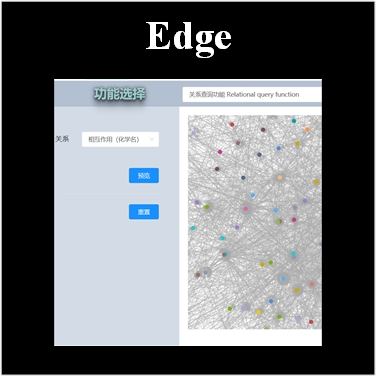 Edge
功能选择
关系查询功能 Relational query function
关系
相互作用（化学名）
预览
重置